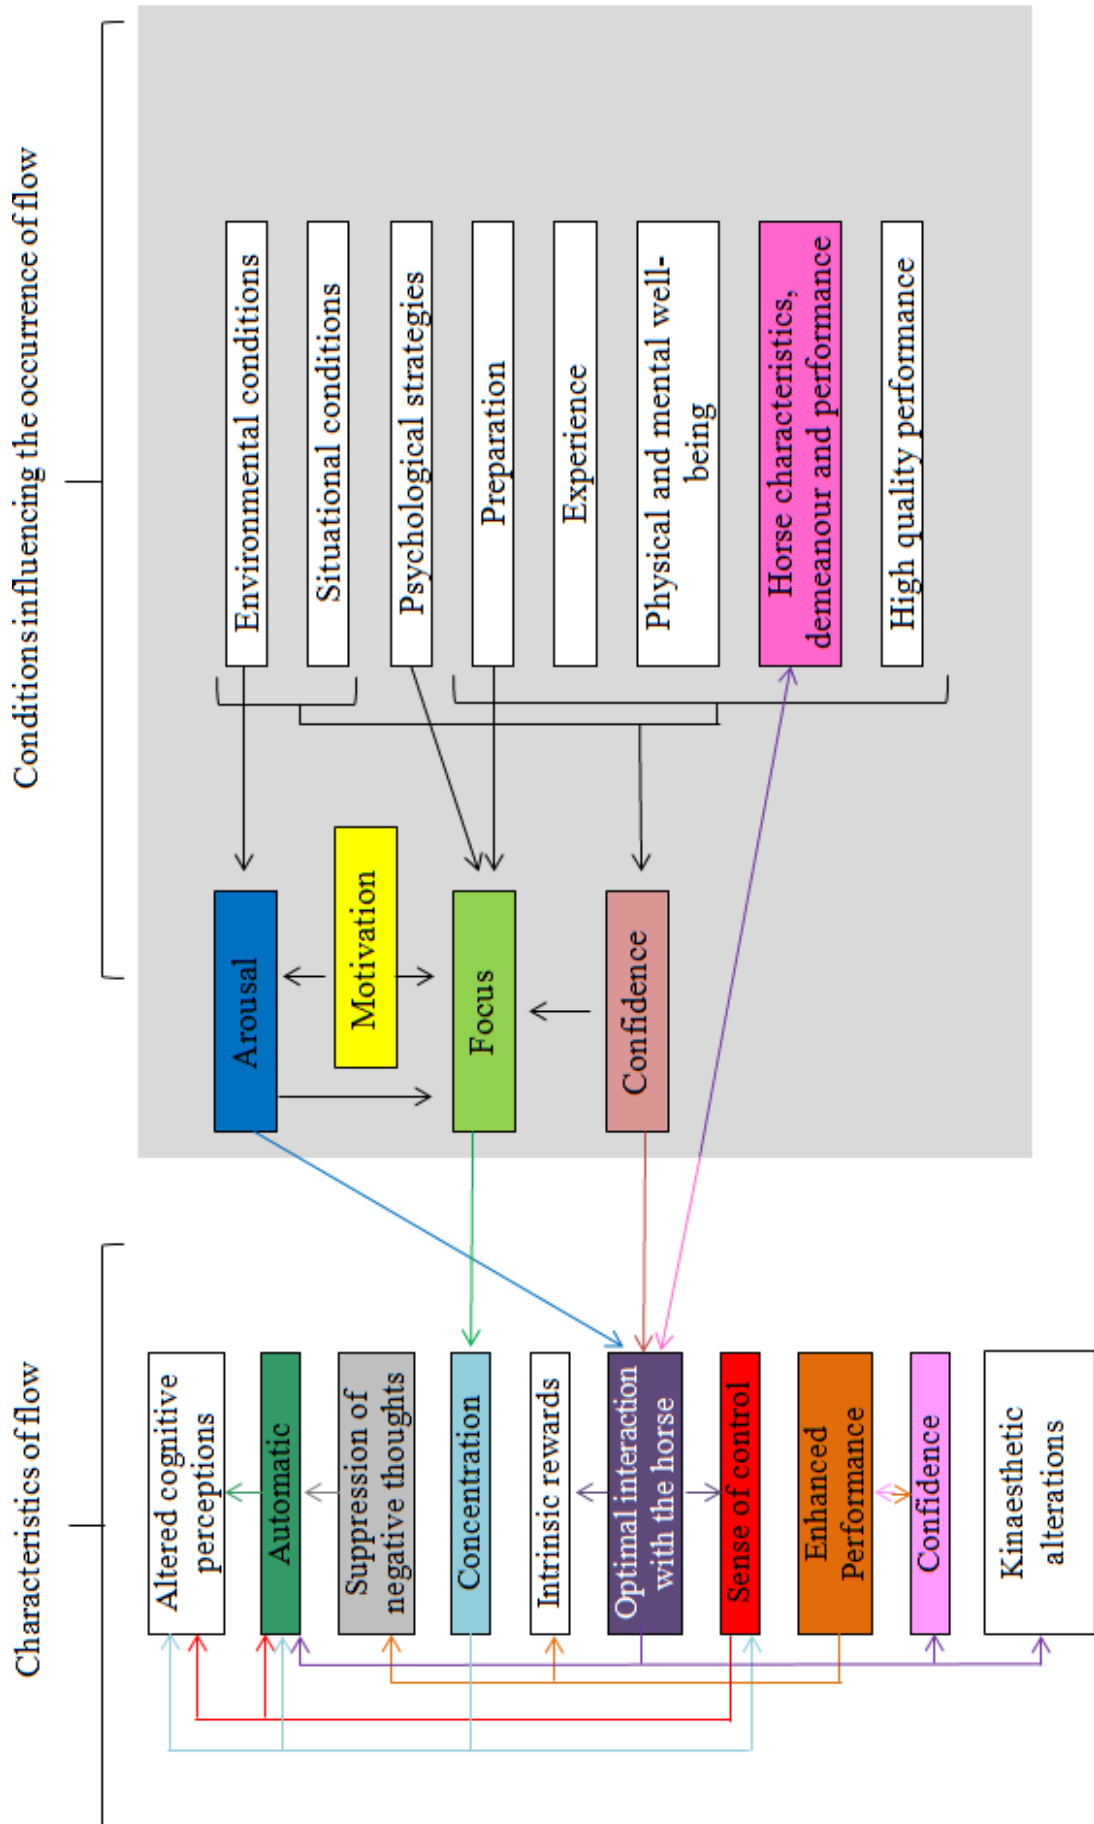 Conditions influencing the occurrence of flow
Environmental conditions
Situational conditions
Psychological strategies
Preparation
Experience
Physical and mental well-
being
Horse characteristics,
demeanour and performance
High quality performance
Arousal
Motivation
Focus
Confidence
Characteristics of flow
Altered cognitive
perceptions
Automatic
Suppression of
negative thoughts
Concentration
Intrinsic rewards
Optimal interaction
with the horse
Sense of control
Enhanced
Performance
Confidence
Kinaesthetic
alterations